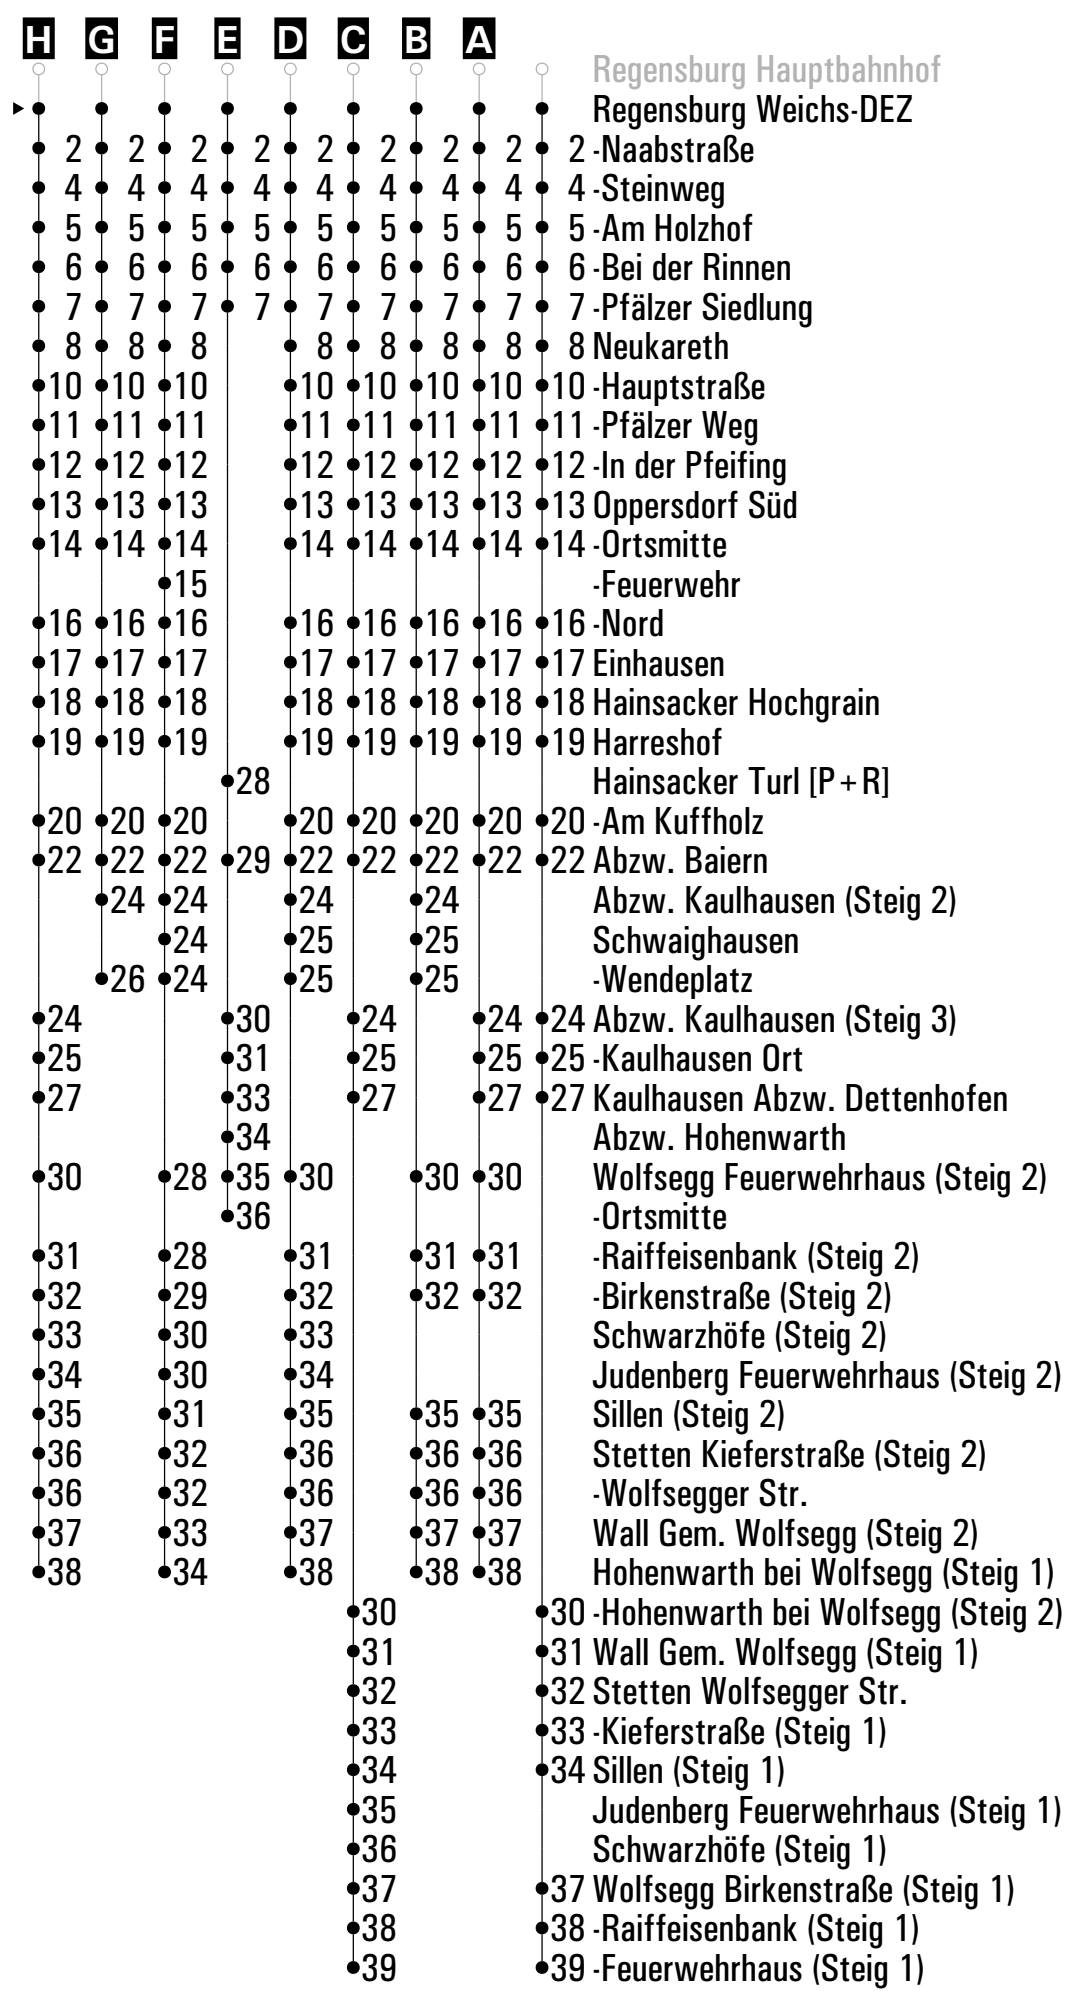 H G F E D C B A
Regensburg Hauptbahnhof
Regensburg Weichs-DEZ
2 2 2 2 2 2 2 2 2 -Naabstraße
4 4 4 4 4 4 4 4 4 -Steinweg
5 5 5 5 5 5 5 5 5 -Am Holzhof
6 6 6 6 6 6 6 6 6 -Bei der Rinnen
7 7 7 7 7 7 7 7 7 -Pfälzer Siedlung
8 8 8 8 8 8 8 8 Neukareth
10 10 10 10 10 10 10 10 -Hauptstraße
11 11 11 11 11 11 11 11 -Pfälzer Weg
12 12 12 12 12 12 12 12 -In der Pfeifing
13 13 13 13 13 13 13 13 Oppersdorf Süd
14 14 14 14 14 14 14 14 -Ortsmitte
15 -Feuerwehr
16 16 16 16 16 16 16 16 -Nord
17 17 17 17 17 17 17 17 Einhausen
18 18 18 18 18 18 18 18 Hainsacker Hochgrain
19 19 19 19 19 19 19 19 Harreshof
28 Hainsacker Turl [P+R]
20 20 20 20 20 20 20 20 -Am Kuffholz
22 22 22 29 22 22 22 22 22 Abzw. Baiern
24 24 24 24 Abzw. Kaulhausen (Steig 2)
24 25 25 Schwaighausen
26 24 25 25 -Wendeplatz
24 30 24 24 24 Abzw. Kaulhausen (Steig 3)
25 31 25 25 25 -Kaulhausen Ort
27 33 27 27 27 Kaulhausen Abzw. Dettenhofen
34 Abzw. Hohenwarth
30 28 35 30 30 30 Wolfsegg Feuerwehrhaus (Steig 2)
36 -Ortsmitte
31 28 31 31 31 -Raiffeisenbank (Steig 2)
32 29 32 32 32 -Birkenstraße (Steig 2)
33 30 33 Schwarzhöfe (Steig 2)
34 30 34 Judenberg Feuerwehrhaus (Steig 2)
35 31 35 35 35 Sillen (Steig 2)
36 32 36 36 36 Stetten Kieferstraße (Steig 2)
36 32 36 36 36 -Wolfsegger Str.
37 33 37 37 37 Wall Gem. Wolfsegg (Steig 2)
38 34 38 38 38 Hohenwarth bei Wolfsegg (Steig 1)
30 30 -Hohenwarth bei Wolfsegg (Steig 2)
31 31 Wall Gem. Wolfsegg (Steig 1)
32 32 Stetten Wolfsegger Str.
33 33 -Kieferstraße (Steig 1)
34 34 Sillen (Steig 1)
35 Judenberg Feuerwehrhaus (Steig 1)
36 Schwarzhöfe (Steig 1)
37 37 Wolfsegg Birkenstraße (Steig 1)
38 38 -Raiffeisenbank (Steig 1)
39 39 -Feuerwehrhaus (Steig 1)